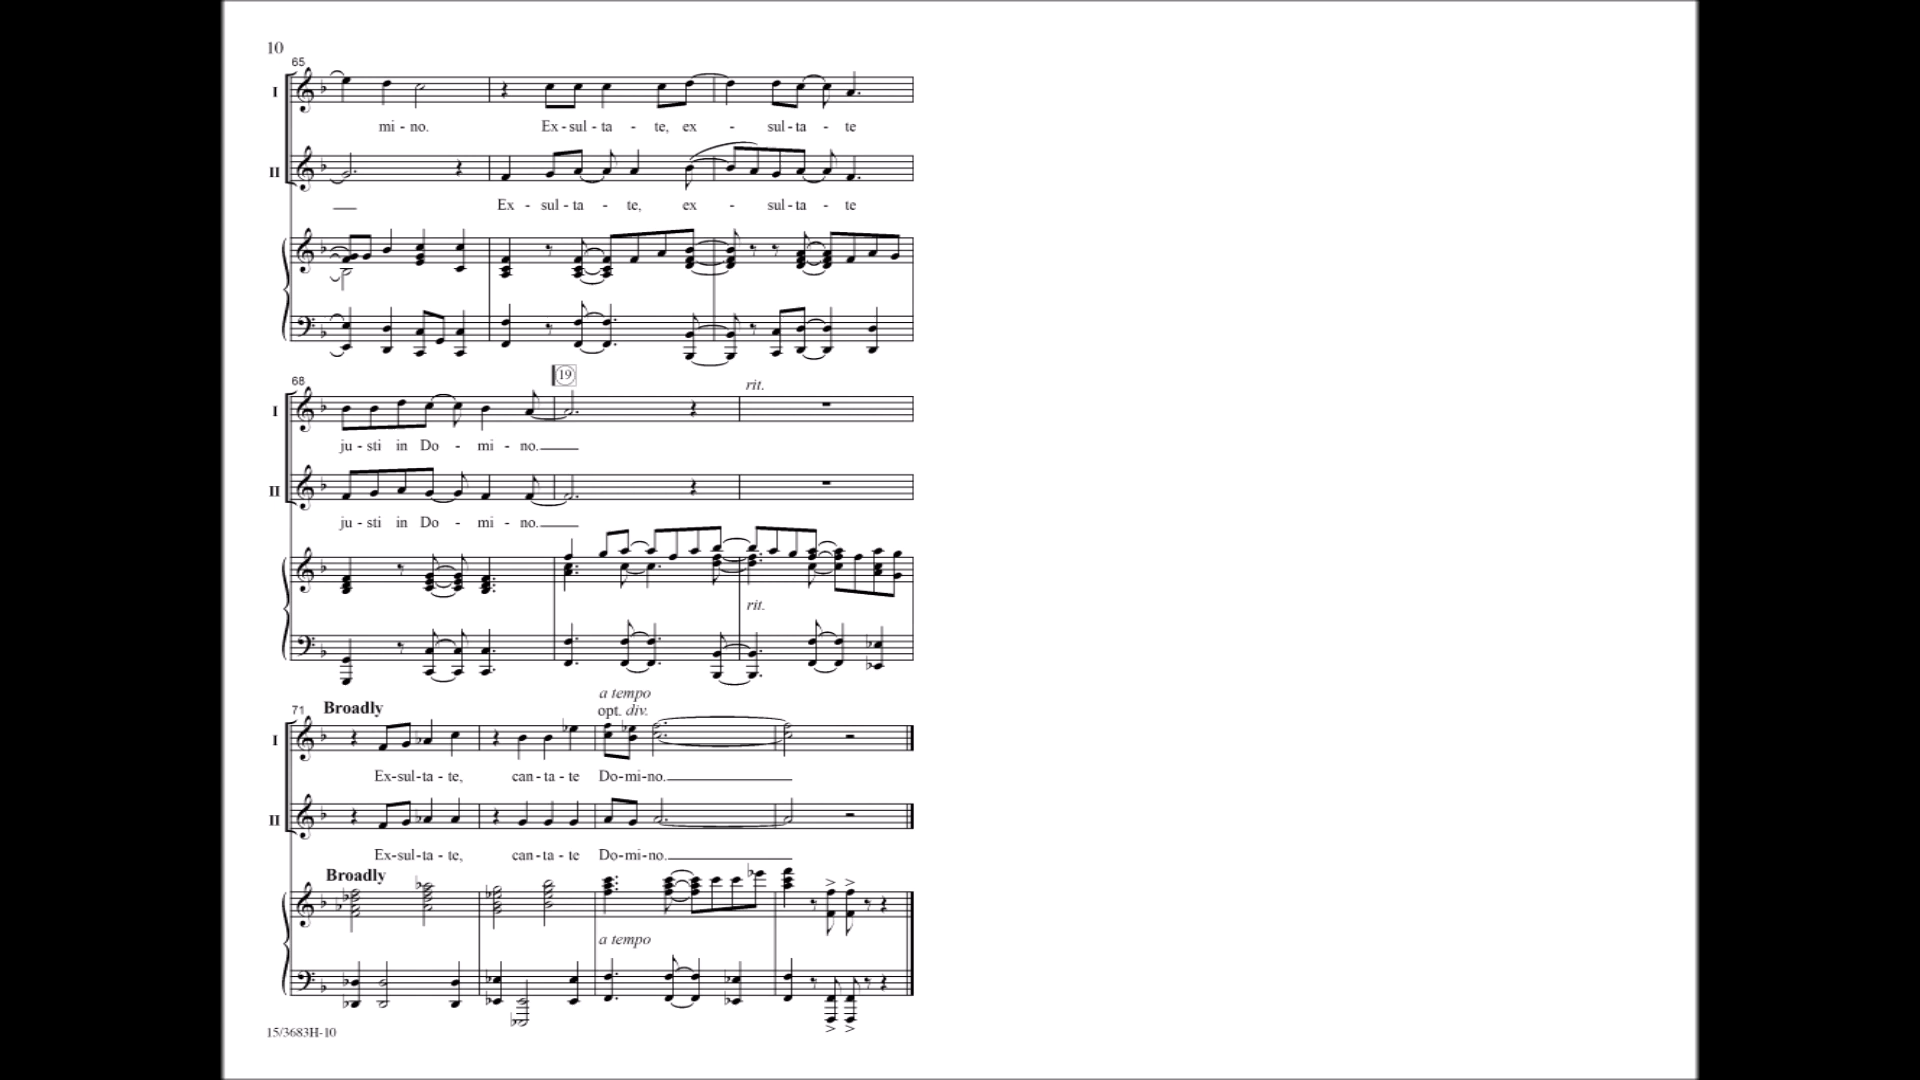 10
65
I
mi - no. Ex - sul - ta - te, ex - sul - ta - te
II
Ex - sul - ta - te, ex - sul - ta - te
19
68
rit.
I
ju - sti in Do - mi - no.
II
ju - sti in Do - mi - no.
rit.
a tempo
71 Broadly opt. div.
I
Ex - sul - ta - te, can - ta - te Do - mi - no.
II
Ex - sul - ta - te, can - ta - te Do - mi - no.
Broadly
a tempo
15/3683H-10